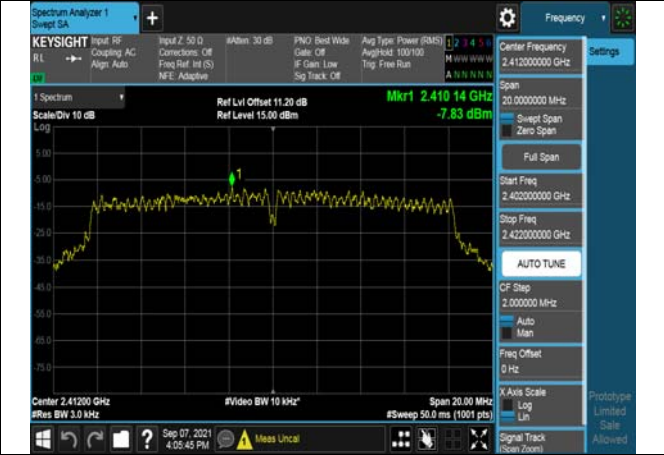 Spectrum Analyzer 1
Swept SA
Frequency
KEYSIGHT
RL
Input: RF
Coupling: AC
Align: Auto
Input Z: 50 Ω
Corrections: Off
Freq Ref: Int (S)
NFE: Adaptive
#Atten: 30 dB
PNO: Best Wide
Gate: Off
IF Gain: Low
Sig Track: Off
Avg Type: Power (RMS)
Avg|Hold: 100/100
Trig: Free Run
1 2 3 4 5 6
M W W W W W
A N N N N N
1 Spectrum
Scale/Div 10 dB
Log
Ref Lvl Offset 11.20 dB
Ref Level 15.00 dBm
Mkr1 2.410 14 GHz
-7.83 dBm
5.00
-5.00
-15.0
-25.0
-35.0
-45.0
-55.0
-65.0
-75.0
1
Center 2.41200 GHz
#Res BW 3.0 kHz
#Video BW 10 kHz*
Span 20.00 MHz
#Sweep 50.0 ms (1001 pts)
Center Frequency
2.412000000 GHz
Settings
Span
20.0000000 MHz
Swept Span
Zero Span
Full Span
Start Freq
2.402000000 GHz
Stop Freq
2.422000000 GHz
AUTO TUNE
CF Step
2.000000 MHz
Auto
Man
Freq Offset
0 Hz
X Axis Scale
Log
Lin
Signal Track
(Span Zoom)
Prototype
Limited
Sale
Allowed
?
Sep 07, 2021
4:05:45 PM
Meas Uncal